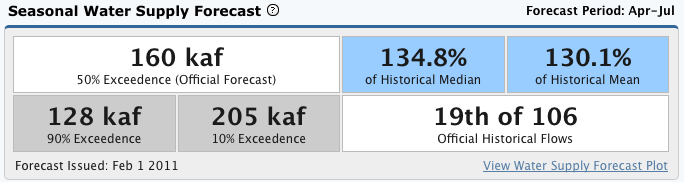 Seasonal Water Supply Forecast ?
Forecast Period: Apr-Jul
160 kaf
50% Exceedence (Official Forecast)
134.8%
of Historical Median
130.1%
of Historical Mean
128 kaf
90% Exceedence
205 kaf
10% Exceedence
19th of 106
Official Historical Flows
Forecast Issued: Feb 1 2011
View Water Supply Forecast Plot